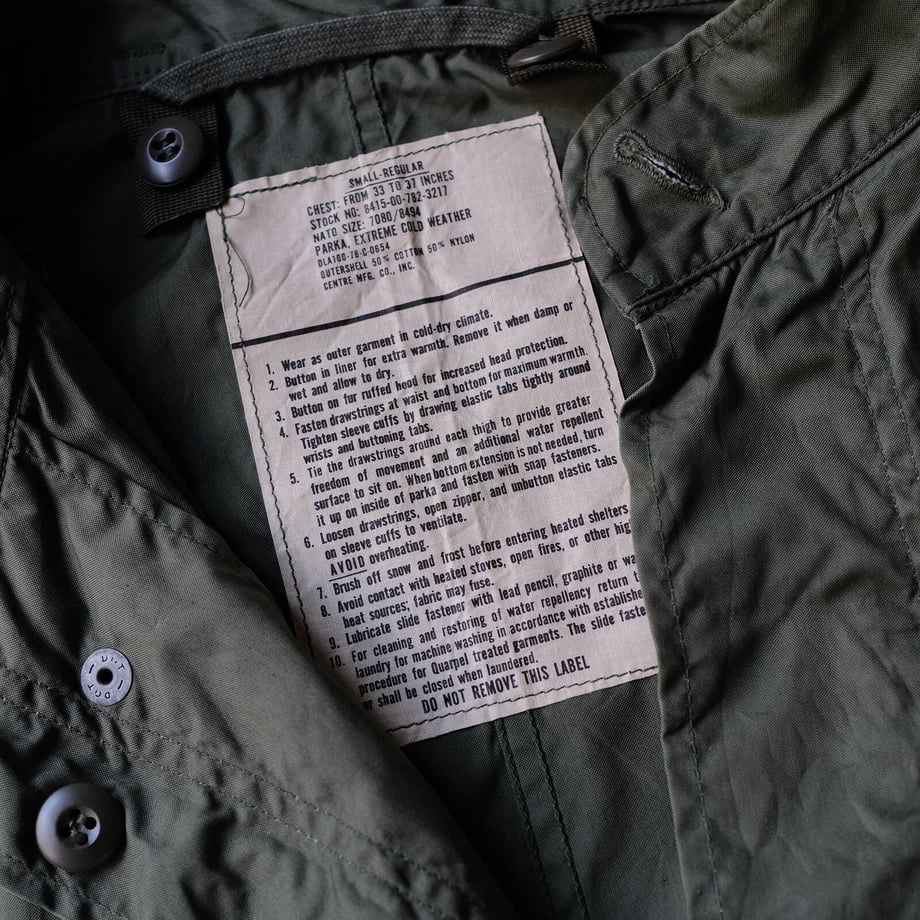 SMALL-REGULAR
CHEST: FROM 33 TO 37 INCHES
STOCK NO: 8415-00-782-3217
NATO SIZE: 7080/8494
PARKA, EXTREME COLD WEATHER
DLA100-78-C-0654
OUTERSHELL 50% COTTON 50% NYLON
CENTRE MFG. CO., INC.
1. Wear as outer garment in cold-dry climate.
2. Button in liner for extra warmth. Remove it when damp or
wet and allow to dry.
3. Button on fur ruffed hood for increased head protection.
4. Fasten drawstrings at waist and bottom for maximum warmth.
Tighten sleeve cuffs by drawing elastic tabs tightly around
wrists and buttoning tabs.
5. Tie the drawstrings around each thigh to provide greater
freedom of movement and an additional water repellent
surface to sit on. When bottom extension is not needed, turn
it up on inside of parka and fasten with snap fasteners.
6. Loosen drawstrings, open zipper, and unbutton elastic tabs
on sleeve cuffs to ventilate.
AVOID overheating.
7. Brush off snow and frost before entering heated shelters
8. Avoid contact with heated stoves, open fires, or other
heat sources; fabric may fuse.
9. Lubricate slide fastener with lead pencil, graphite or
10. For cleaning and restoring of water repellency return
laundry for machine washing in accordance with
procedure for Quarpel treated garments. The slide
er shall be closed when laundered.
DO NOT REMOVE THIS LABEL
DOT
DOT